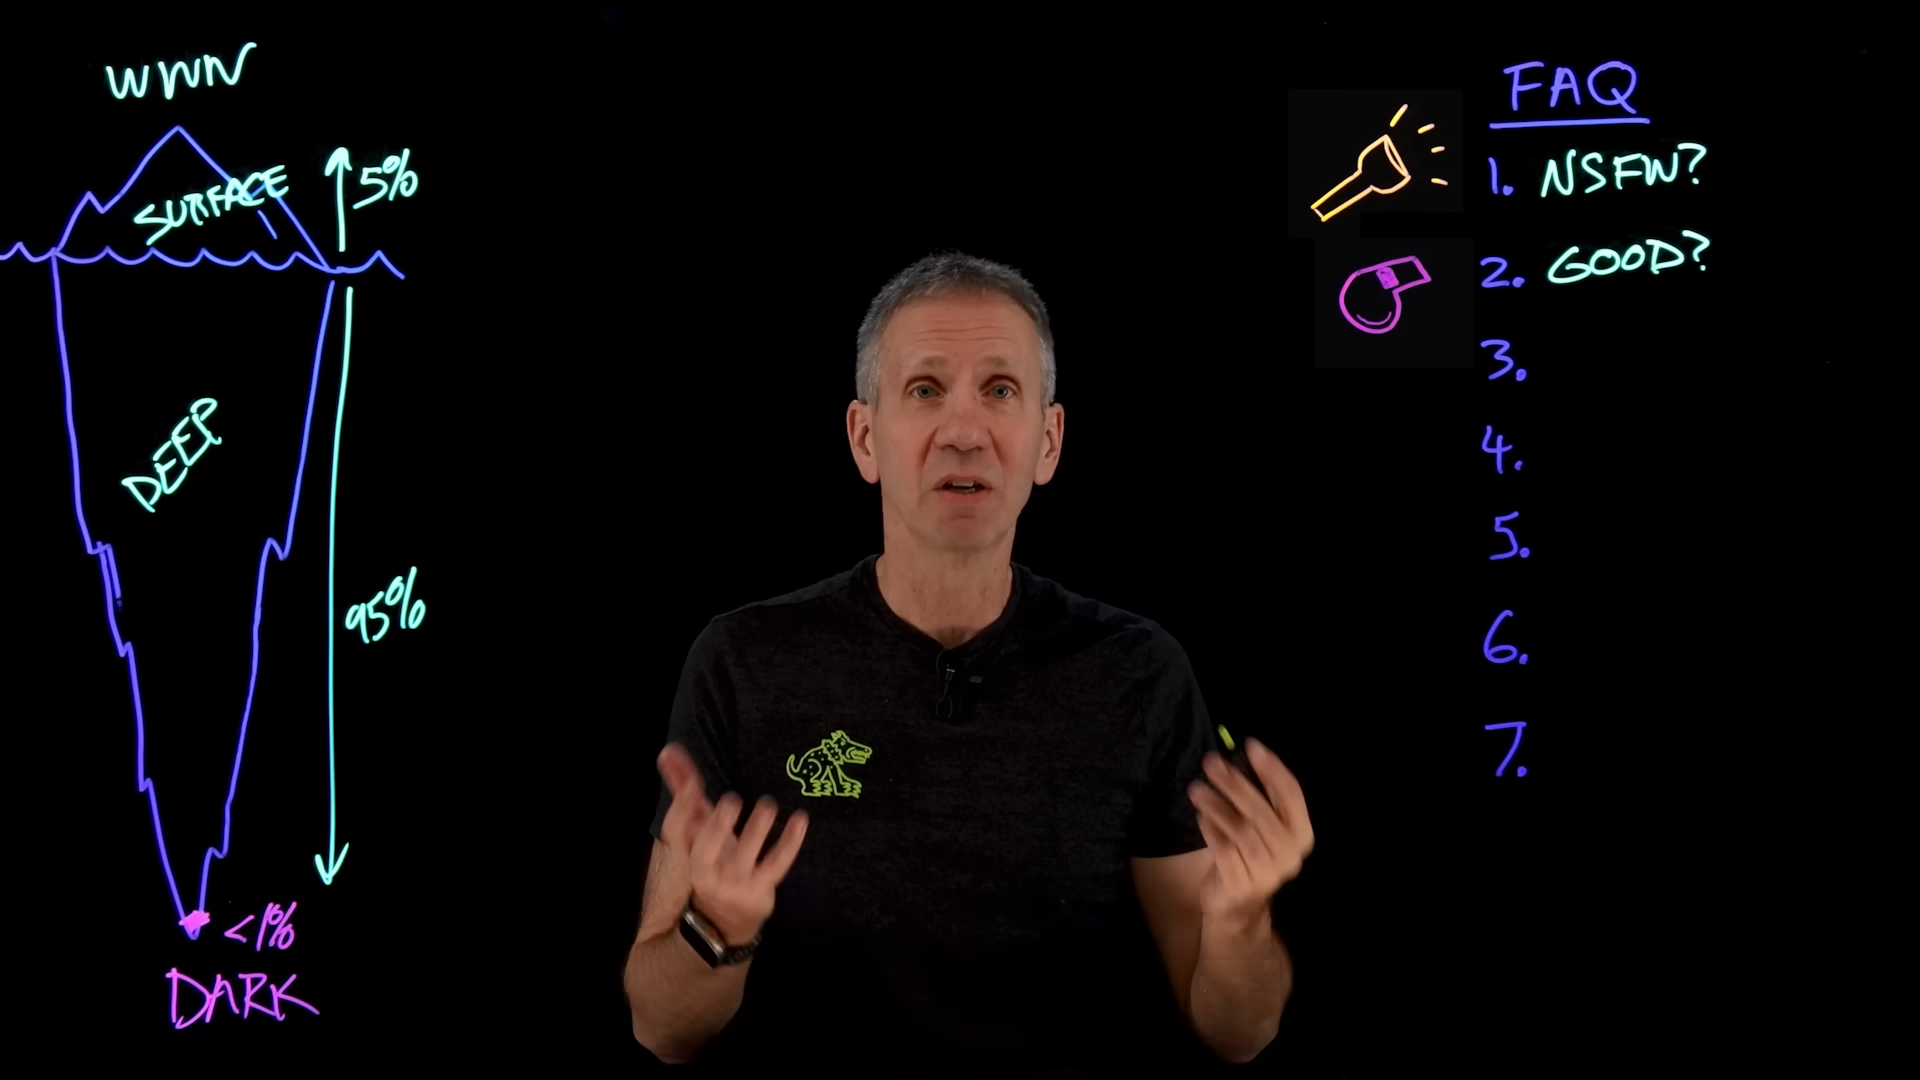 WWW
SURFACE
5%
DEEP
95%
<1%
DARK
FAQ
1. NSFW?
2. GOOD?
3.
4.
5.
6.
7.